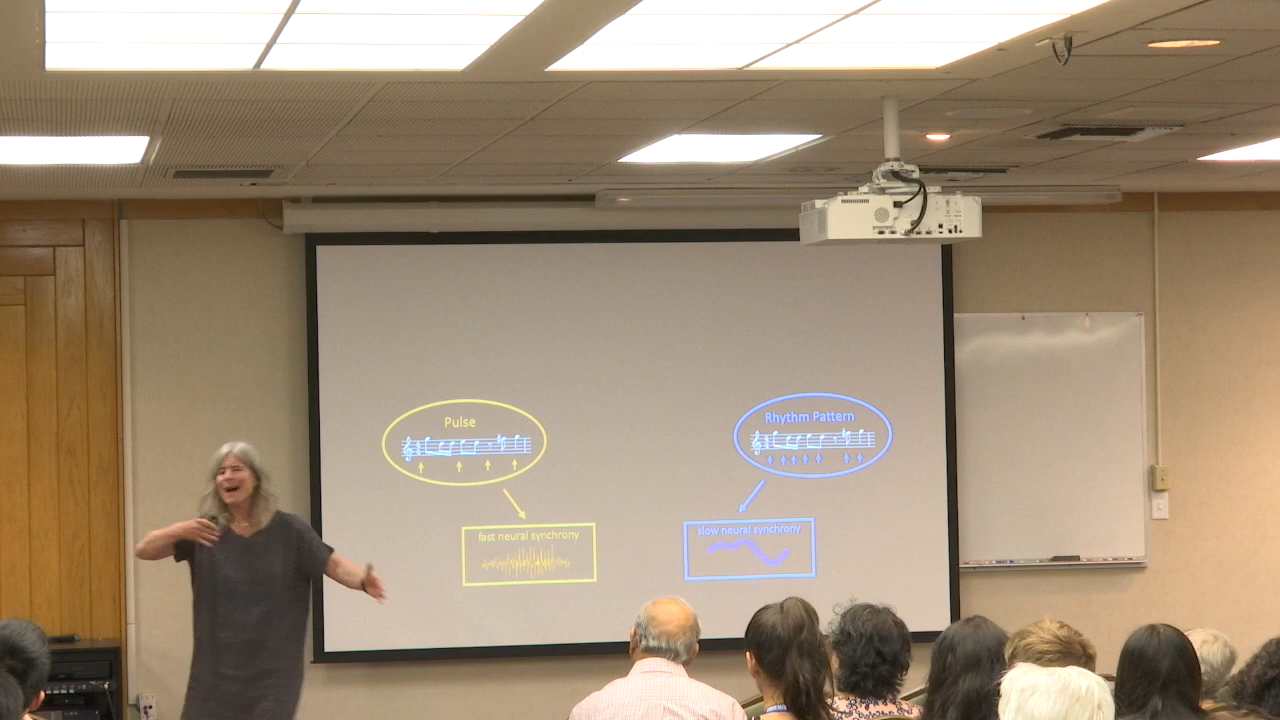 Pulse
fast neural synchrony
Rhythm Pattern
slow neural synchrony